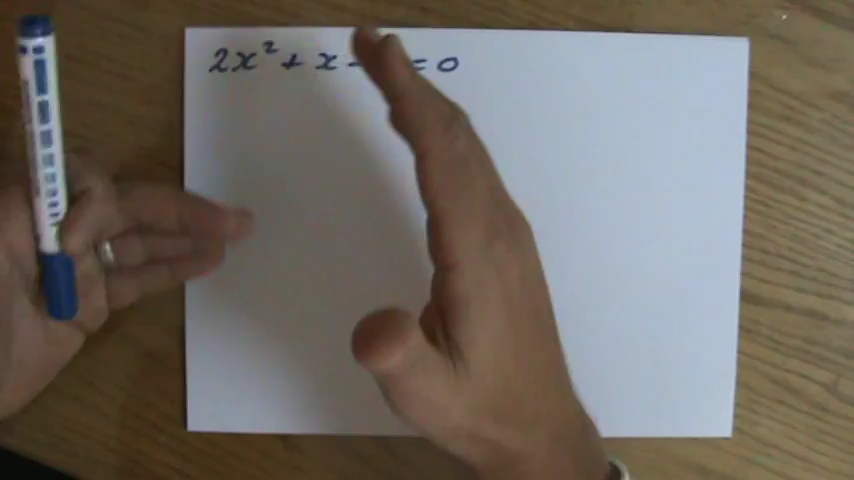 2x² + x - = 0